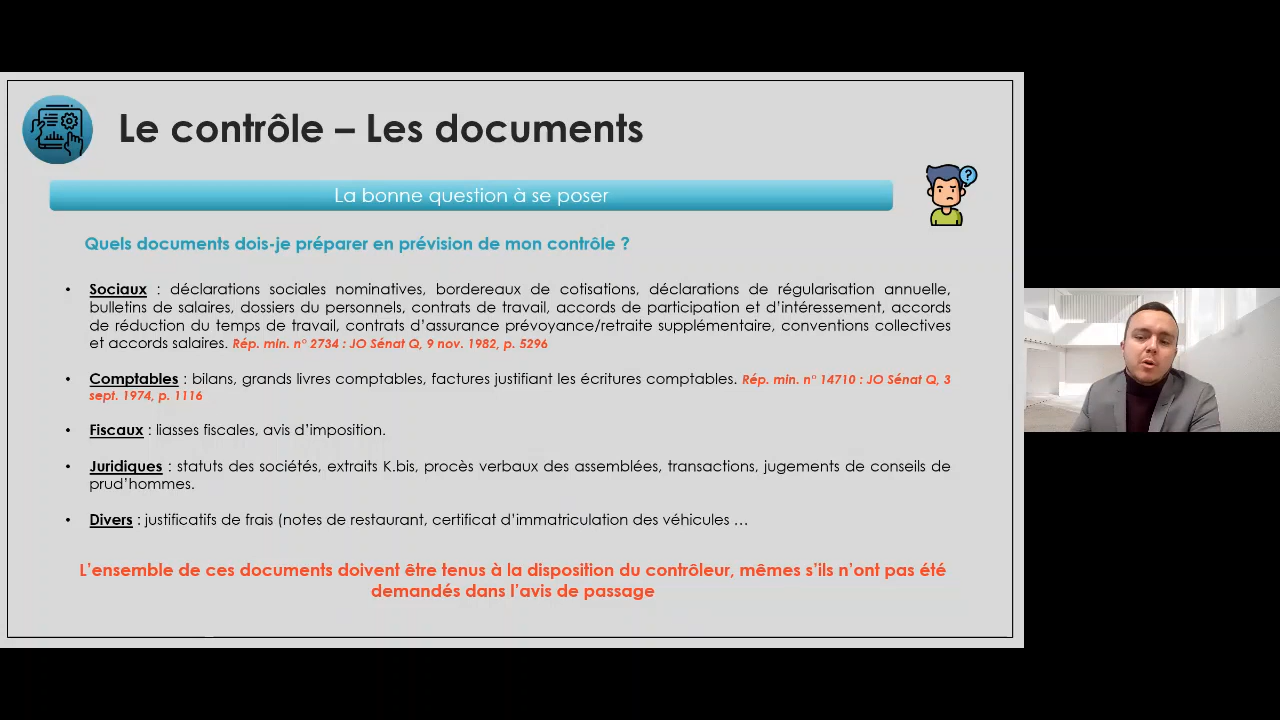 Le contrôle – Les documents
La bonne question à se poser
?
Quels documents dois-je préparer en prévision de mon contrôle ?
• Sociaux : déclarations sociales nominatives, bordereaux de cotisations, déclarations de régularisation annuelle,
bulletins de salaires, dossiers du personnels, contrats de travail, accords de participation et d’intéressement, accords
de réduction du temps de travail, contrats d’assurance prévoyance/retraite supplémentaire, conventions collectives
et accords salaires. Rép. min. n° 2734 : JO Sénat Q, 9 nov. 1982, p. 5296
• Comptables : bilans, grands livres comptables, factures justifiant les écritures comptables. Rép. min. n° 14710 : JO Sénat Q, 3
sept. 1974, p. 1116
• Fiscaux : liasses fiscales, avis d’imposition.
• Juridiques : statuts des sociétés, extraits K.bis, procès verbaux des assemblées, transactions, jugements de conseils de
prud’hommes.
• Divers : justificatifs de frais (notes de restaurant, certificat d’immatriculation des véhicules …
L’ensemble de ces documents doivent être tenus à la disposition du contrôleur, mêmes s’ils n’ont pas été
demandés dans l’avis de passage